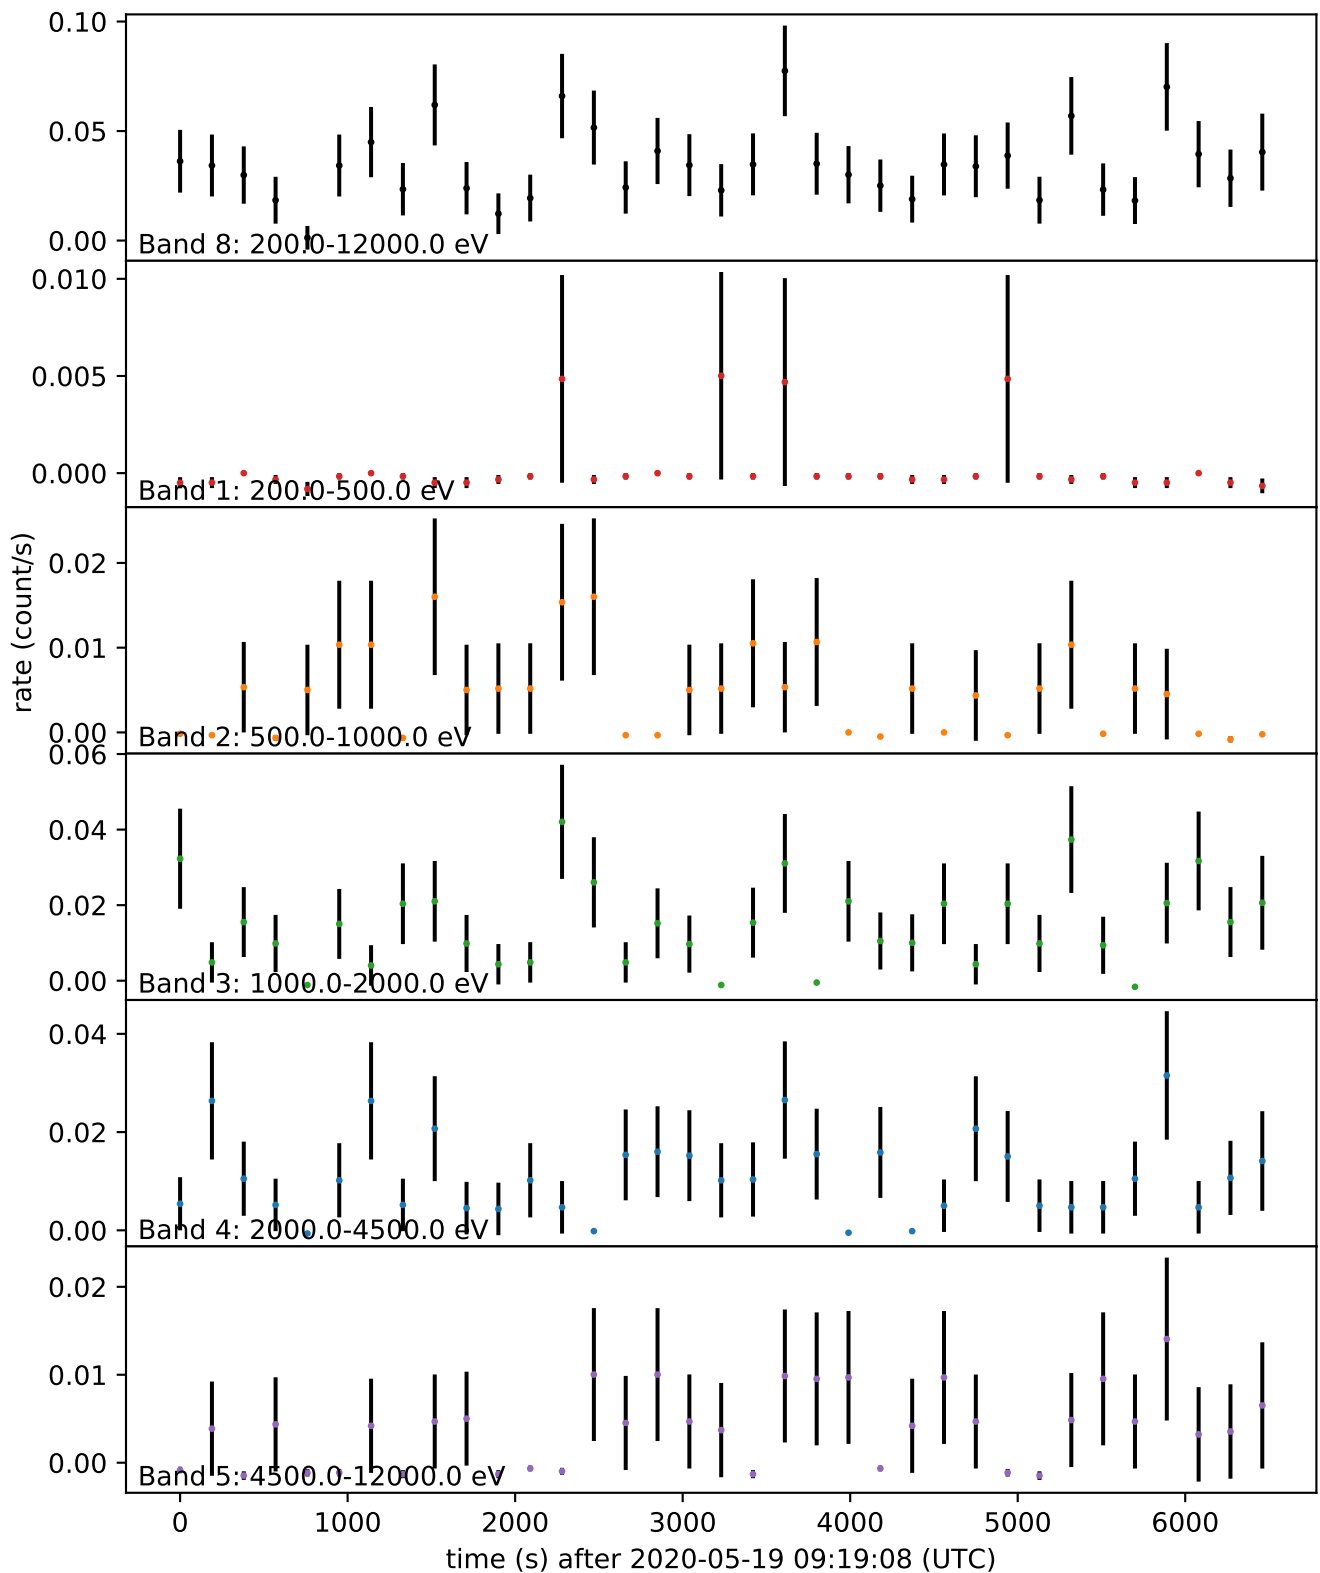 0.10
0.05
0.00
Band 8: 200.0-12000.0 eV
0.010
0.005
0.000
Band 1: 200.0-500.0 eV
rate (count/s)
0.02
0.01
0.00
Band 2: 500.0-1000.0 eV
0.06
0.04
0.02
0.00
Band 3: 1000.0-2000.0 eV
0.04
0.02
0.00
Band 4: 2000.0-4500.0 eV
0.02
0.01
0.00
Band 5: 4500.0-12000.0 eV
0 1000 2000 3000 4000 5000 6000
time (s) after 2020-05-19 09:19:08 (UTC)